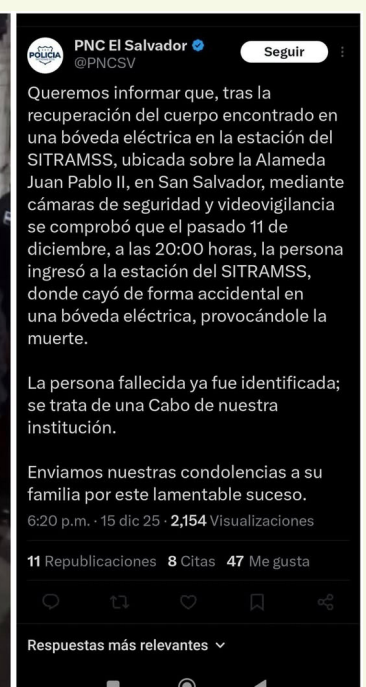 POLICIA
PNC El Salvador
@PNCSV
Seguir
Queremos informar que, tras la
recuperación del cuerpo encontrado en
una bóveda eléctrica en la estación del
SITRAMSS, ubicada sobre la Alameda
Juan Pablo II, en San Salvador, mediante
cámaras de seguridad y videovigilancia
se comprobó que el pasado 11 de
diciembre, a las 20:00 horas, la persona
ingresó a la estación del SITRAMSS,
donde cayó de forma accidental en
una bóveda eléctrica, provocándole la
muerte.
La persona fallecida ya fue identificada;
se trata de una Cabo de nuestra
institución.
Enviamos nuestras condolencias a su
familia por este lamentable suceso.
6:20 p.m. · 15 dic 25 · 2,154 Visualizaciones
11 Republicaciones 8 Citas 47 Me gusta
Respuestas más relevantes